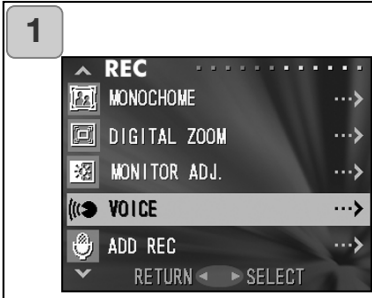 1
REC
MONOCHOME
DIGITAL ZOOM
MONITOR ADJ.
VOICE
ADD REC
RETURN SELECT